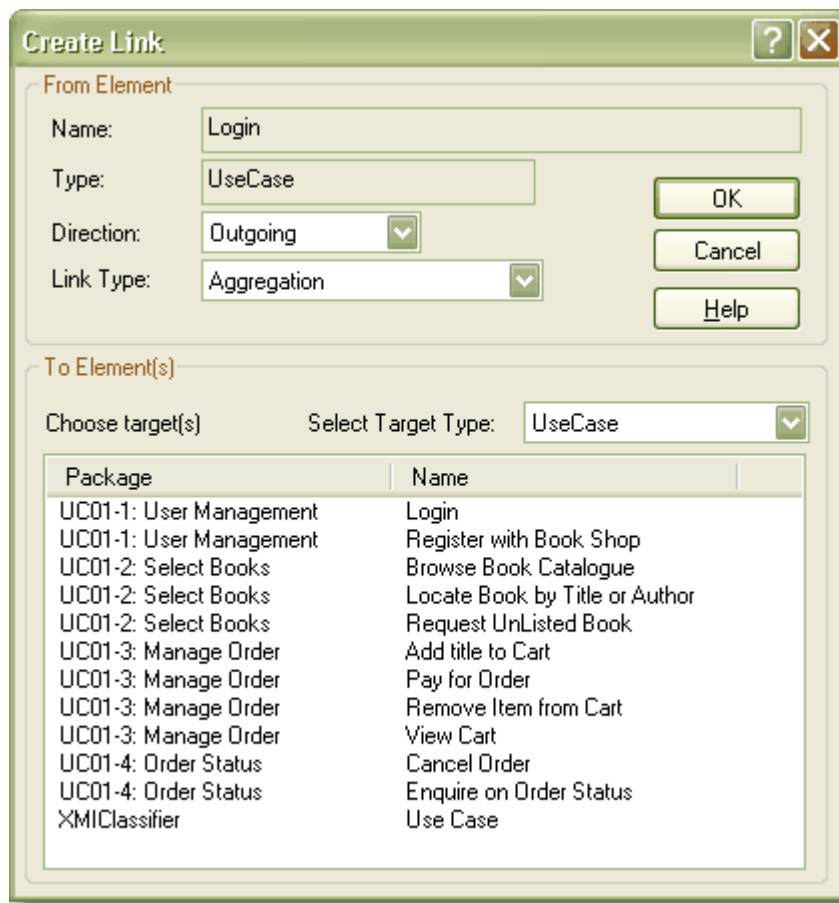 Create Link
From Element
Name: Login
Type: UseCase
OK
Direction: Outgoing
Cancel
Link Type: Aggregation
Help
To Element(s)
Choose target(s) Select Target Type: UseCase
Package Name
UC01-1: User Management Login
UC01-1: User Management Register with Book Shop
UC01-2: Select Books Browse Book Catalogue
UC01-2: Select Books Locate Book by Title or Author
UC01-2: Select Books Request UnListed Book
UC01-3: Manage Order Add title to Cart
UC01-3: Manage Order Pay for Order
UC01-3: Manage Order Remove Item from Cart
UC01-3: Manage Order View Cart
UC01-4: Order Status Cancel Order
UC01-4: Order Status Enquire on Order Status
XMIClassifier Use Case